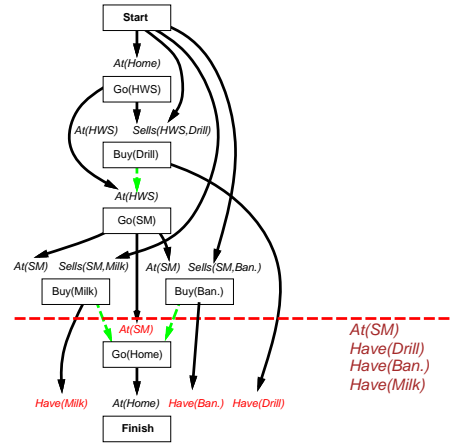 Start
At(Home)
Go(HWS)
At(HWS) Sells(HWS,Drill)
Buy(Drill)
At(HWS)
Go(SM)
At(SM) Sells(SM,Milk) At(SM) Sells(SM,Ban.)
Buy(Milk) Buy(Ban.)
At(SM)
Go(Home)
Have(Milk) At(Home) Have(Ban.) Have(Drill)
Finish
At(SM)
Have(Drill)
Have(Ban.)
Have(Milk)